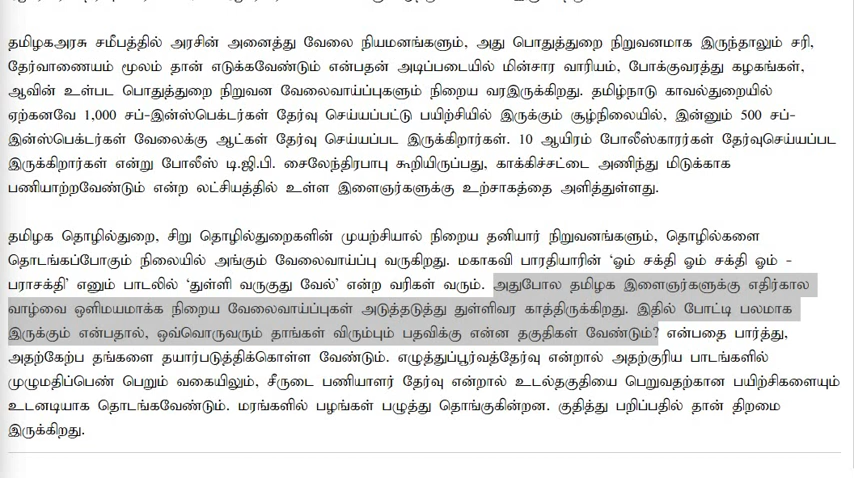 தமிழகஅரசு சமீபத்தில் அரசின் அனைத்து வேலை நியமனங்களும், அது பொதுத்துறை நிறுவனமாக இருந்தாலும் சரி,
தேர்வாணையம் மூலம் தான் எடுக்கவேண்டும் என்பதன் அடிப்படையில் மின்சார வாரியம், போக்குவரத்து கழகங்கள்,
ஆவின் உள்பட பொதுத்துறை நிறுவன வேலைவாய்ப்புகளும் நிறைய வரஇருக்கிறது. தமிழ்நாடு காவல்துறையில்
ஏற்கனவே 1,000 சப்-இன்ஸ்பெக்டர்கள் தேர்வு செய்யப்பட்டு பயிற்சியில் இருக்கும் சூழ்நிலையில், இன்னும் 500 சப்-
இன்ஸ்பெக்டர்கள் வேலைக்கு ஆட்கள் தேர்வு செய்யப்பட இருக்கிறார்கள். 10 ஆயிரம் போலீஸ்காரர்கள் தேர்வுசெய்யப்பட
இருக்கிறார்கள் என்று போலீஸ் டி.ஜி.பி. சைலேந்திரபாபு கூறியிருப்பது, காக்கிச்சட்டை அணிந்து மிடுக்காக
பணியாற்றவேண்டும் என்ற லட்சியத்தில் உள்ள இளைஞர்களுக்கு உற்சாகத்தை அளித்துள்ளது.
தமிழக தொழில்துறை, சிறு தொழில்துறைகளின் முயற்சியால் நிறைய தனியார் நிறுவனங்களும், தொழில்களை
தொடங்கப்போகும் நிலையில் அங்கும் வேலைவாய்ப்பு வருகிறது. மகாகவி பாரதியாரின் ‘ஓம் சக்தி ஓம் சக்தி ஓம் -
பராசக்தி’ எனும் பாடலில் ‘துள்ளி வருகுது வேல்’ என்ற வரிகள் வரும். அதுபோல தமிழக இளைஞர்களுக்கு எதிர்கால
வாழ்வை ஒளிமயமாக்க நிறைய வேலைவாய்ப்புகள் அடுத்தடுத்து துள்ளிவர காத்திருக்கிறது. இதில் போட்டி பலமாக
இருக்கும் என்பதால், ஒவ்வொருவரும் தாங்கள் விரும்பும் பதவிக்கு என்ன தகுதிகள் வேண்டும்? என்பதை பார்த்து,
அதற்கேற்ப தங்களை தயார்படுத்திக்கொள்ள வேண்டும். எழுத்துப்பூர்வத்தேர்வு என்றால் அதற்குரிய பாடங்களில்
முழுமதிப்பெண் பெறும் வகையிலும், சீருடை பணியாளர் தேர்வு என்றால் உடல்தகுதியை பெறுவதற்கான பயிற்சிகளையும்
உடனடியாக தொடங்கவேண்டும். மரங்களில் பழங்கள் பழுத்து தொங்குகின்றன. குதித்து பறிப்பதில் தான் திறமை
இருக்கிறது.